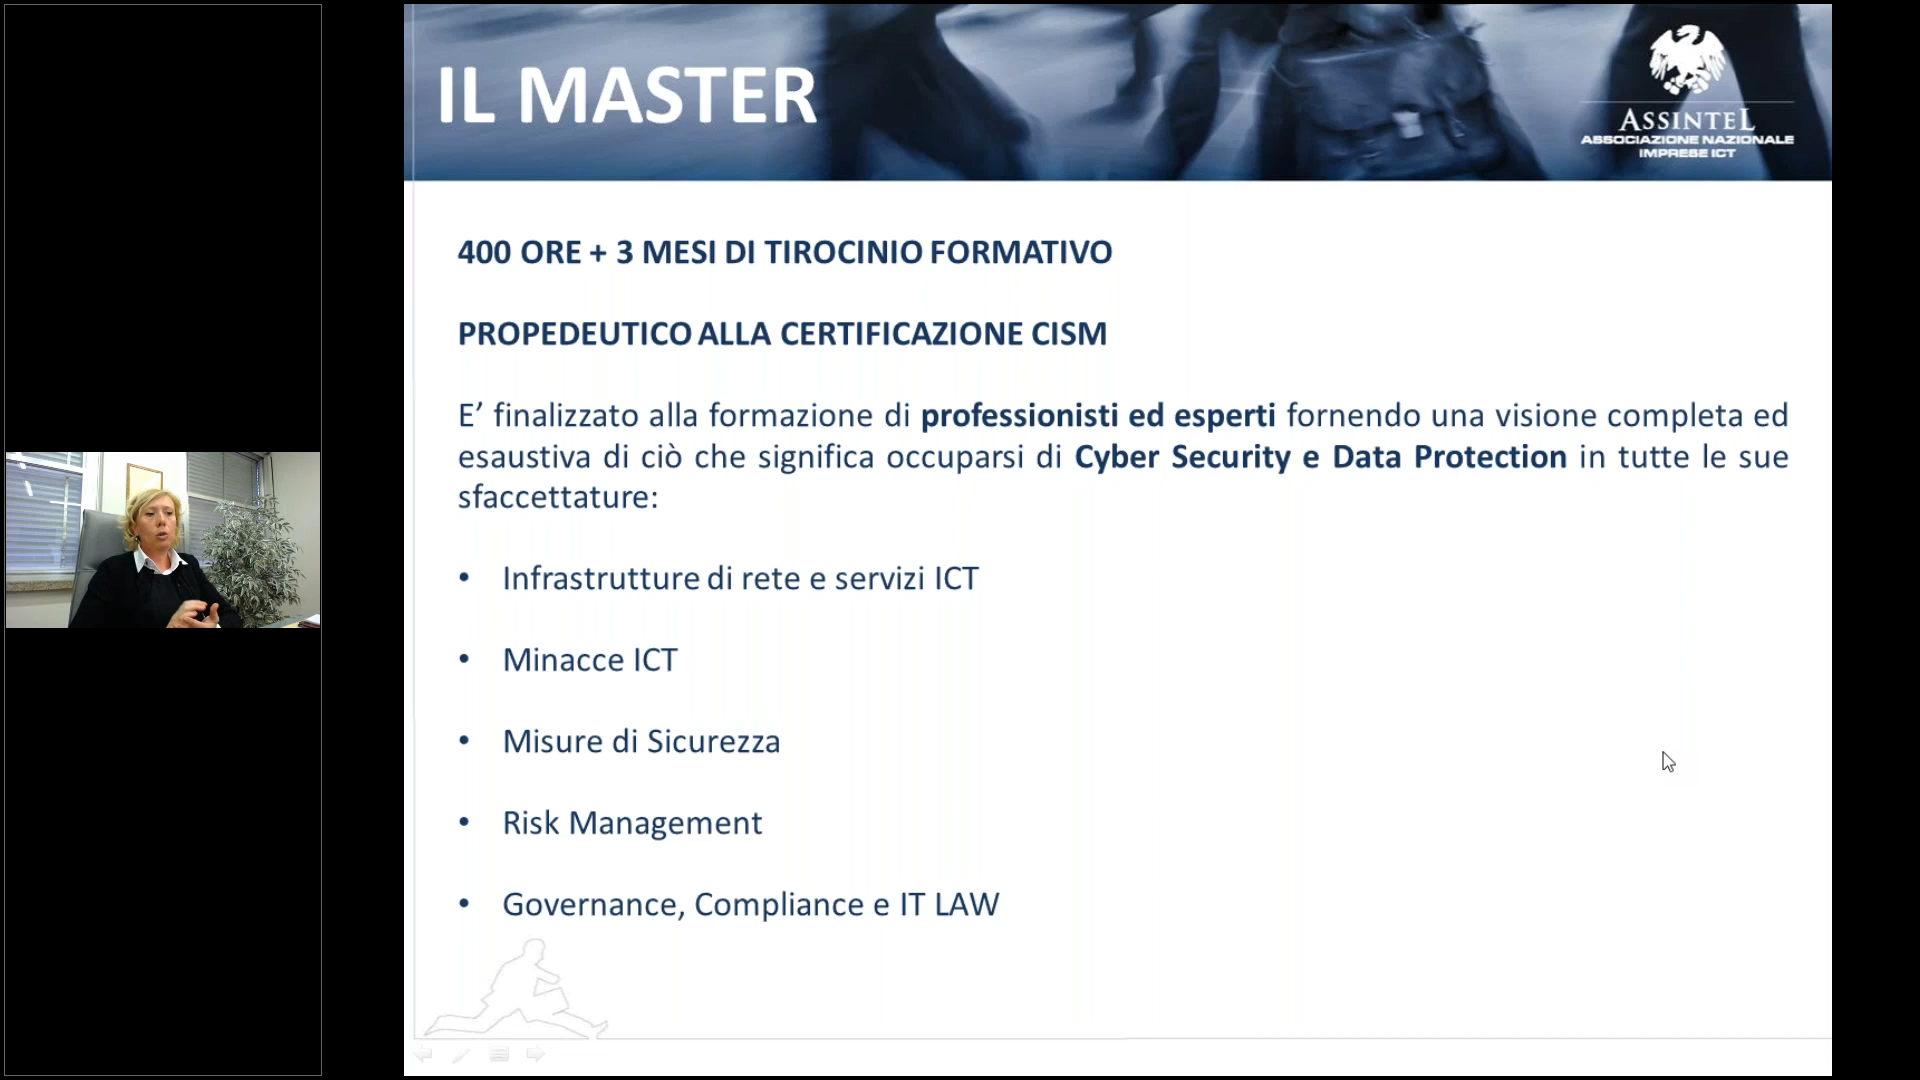 IL MASTER
ASSINTEL
ASSOCIAZIONE NAZIONALE
IMPRESE ICT
400 ORE + 3 MESI DI TIROCINIO FORMATIVO
PROPEDEUTICO ALLA CERTIFICAZIONE CISM
E’ finalizzato alla formazione di professionisti ed esperti fornendo una visione completa ed
esaustiva di ciò che significa occuparsi di Cyber Security e Data Protection in tutte le sue
sfaccettature:
• Infrastrutture di rete e servizi ICT
• Minacce ICT
• Misure di Sicurezza
• Risk Management
• Governance, Compliance e IT LAW